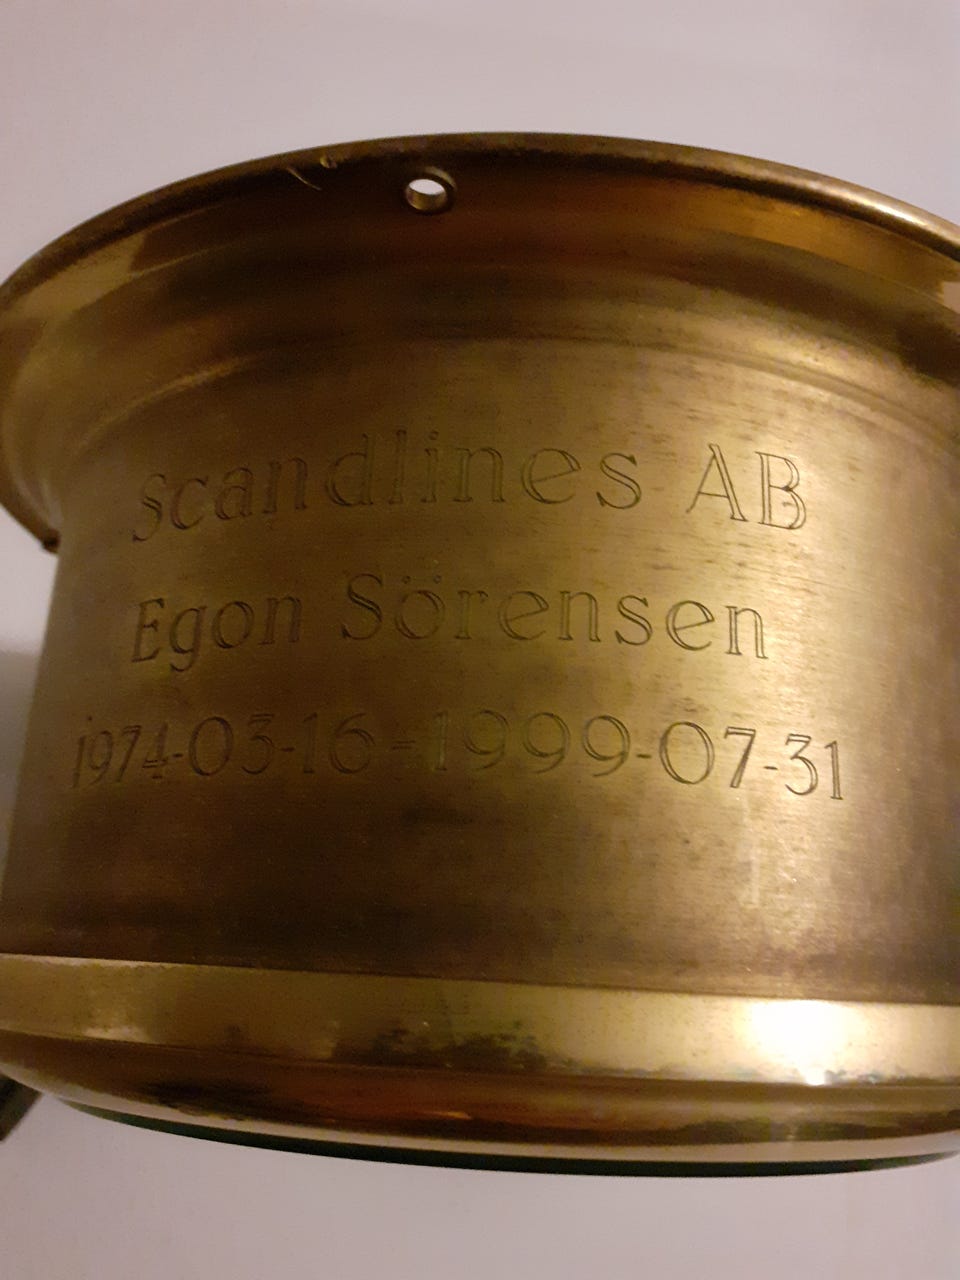 Scandlines AB
Egon Sörensen
1974-03-16-1999-07-31